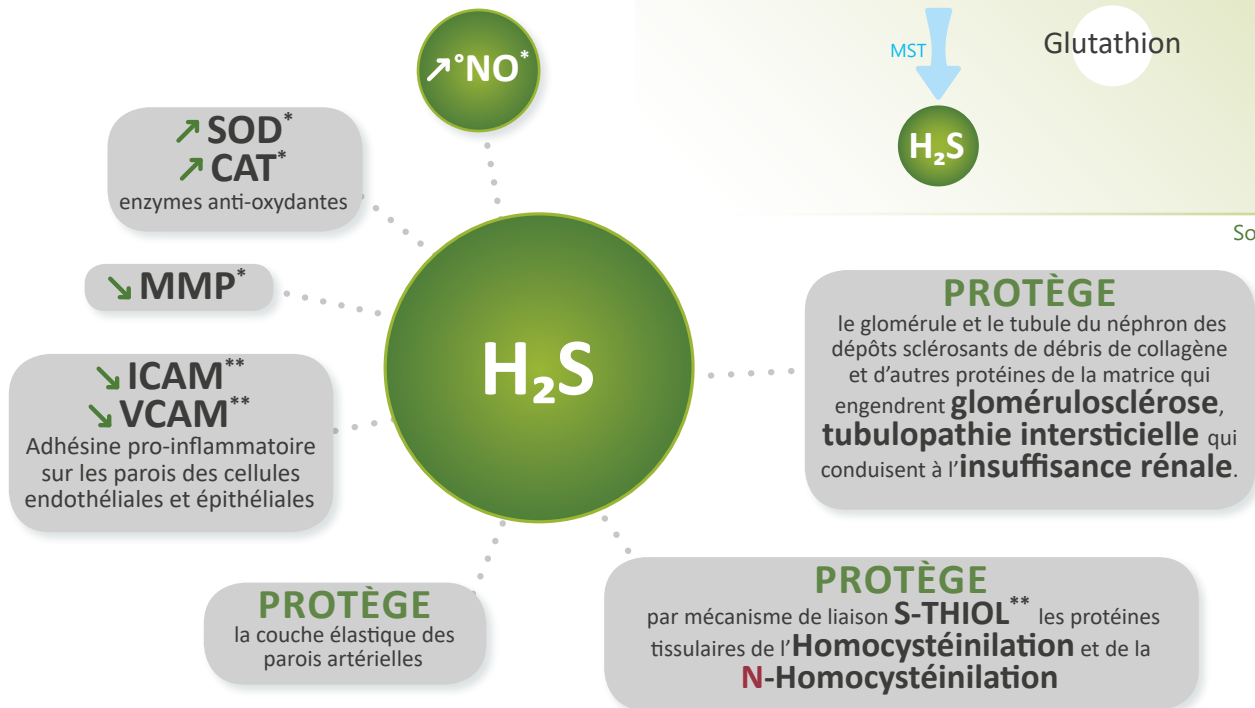 ↗°NO*
MST
Glutathion
H₂S
↗ SOD*
↗ CAT*
enzymes anti-oxydantes
So
↘ MMP*
H₂S
PROTÈGE
le glomérule et le tubule du néphron des
dépôts sclérosants de débris de collagène
et d’autres protéines de la matrice qui
engendrent glomérulosclérose,
tubulopathie intersticielle qui
conduisent à l’insuffisance rénale.
↘ ICAM**
↘ VCAM**
Adhésine pro-inflammatoire
sur les parois des cellules
endothéliales et épithéliales
PROTÈGE
la couche élastique des
parois artérielles
PROTÈGE
par mécanisme de liaison S-THIOL** les protéines
tissulaires de l’Homocystéinilation et de la
N-Homocystéinilation